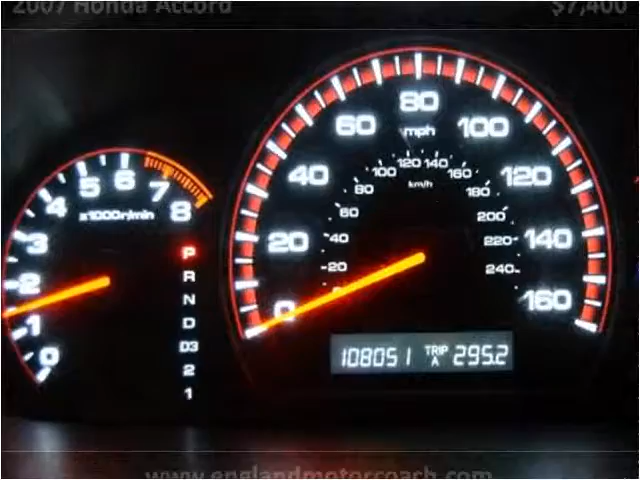 2007 Honda Accord $7,400
80
60 mph 100
120 140
100 160
40 80 km/h 180 120
5 6 7
4 x1000r/min 8
60 200
3 P 20 40 220 140
R 20 240
2 N 0 160
1 D
0 D3 108051 TRIP A 295.2
2
1
www.englandmotorcoach.com